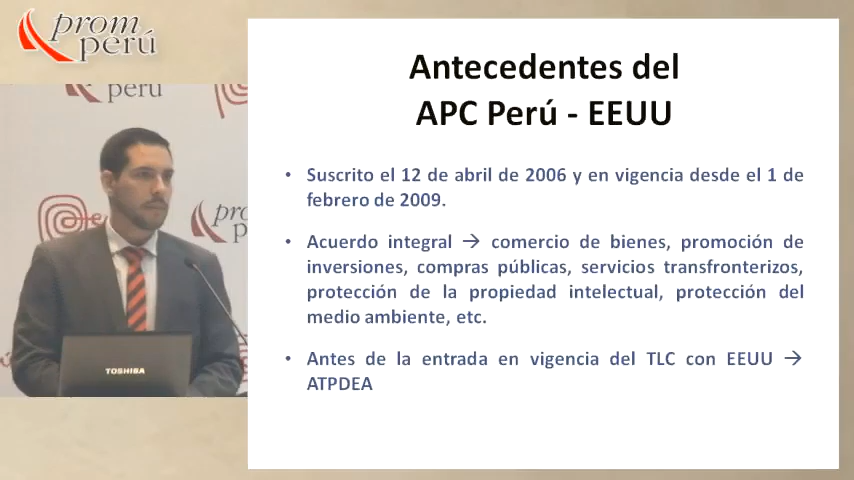 prom
perú
perú
prom
p
TOSHIBA
Antecedentes del
APC Perú - EEUU
• Suscrito el 12 de abril de 2006 y en vigencia desde el 1 de
febrero de 2009.
• Acuerdo integral → comercio de bienes, promoción de
inversiones, compras públicas, servicios transfronterizos,
protección de la propiedad intelectual, protección del
medio ambiente, etc.
• Antes de la entrada en vigencia del TLC con EEUU →
ATPDEA